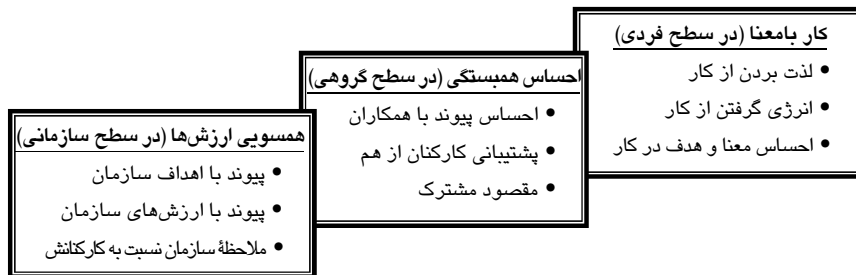 کار بامعنا (در سطح فردی)
• لذت بردن از کار
• انرژی گرفتن از کار
• احساس معنا و هدف در کار
احساس همبستگی (در سطح گروهی)
• احساس پیوند با همکاران
• پشتیبانی کارکنان از هم
• مقصود مشترک
همسویی ارزش‌ها (در سطح سازمانی)
• پیوند با اهداف سازمان
• پیوند با ارزش‌های سازمان
• ملاحظۀ سازمان نسبت به کارکنانش